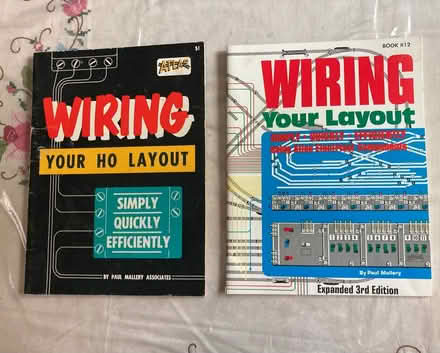 $1
WIRING
YOUR HO LAYOUT
SIMPLY
QUICKLY
EFFICIENTLY
BY PAUL MALLERY ASSOCIATES
BOOK #12
WIRING
Your Layout
SIMPLY - QUICKLY - EFFICIENTLY
By Paul Mallery
Expanded 3rd Edition